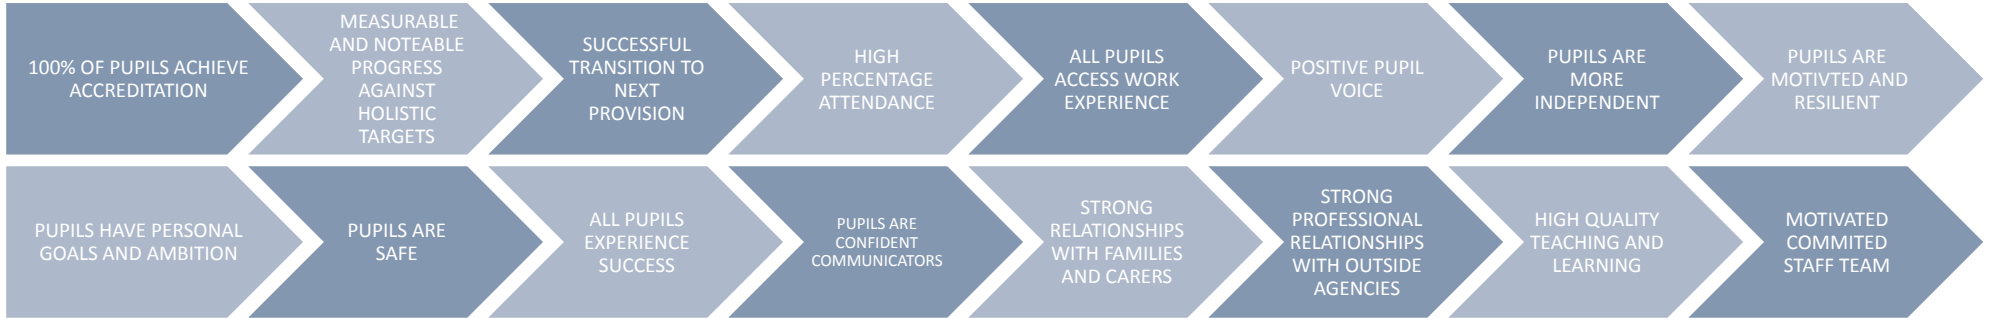 100% OF PUPILS ACHIEVE
ACCREDITATION
MEASURABLE
AND NOTEABLE
PROGRESS
AGAINST
HOLISTIC
TARGETS
SUCCESSFUL
TRANSITION TO
NEXT
PROVISION
HIGH
PERCENTAGE
ATTENDANCE
ALL PUPILS
ACCESS WORK
EXPERIENCE
POSITIVE PUPIL
VOICE
PUPILS ARE
MORE
INDEPENDENT
PUPILS ARE
MOTIVTED AND
RESILIENT
PUPILS HAVE PERSONAL
GOALS AND AMBITION
PUPILS ARE
SAFE
ALL PUPILS
EXPERIENCE
SUCCESS
PUPILS ARE
CONFIDENT
COMMUNICATORS
STRONG
RELATIONSHIPS
WITH FAMILIES
AND CARERS
STRONG
PROFESSIONAL
RELATIONSHIPS
WITH OUTSIDE
AGENCIES
HIGH QUALITY
TEACHING AND
LEARNING
MOTIVATED
COMMITED
STAFF TEAM